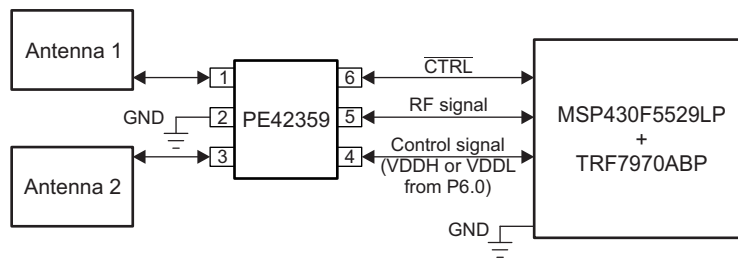 Antenna 1
Antenna 2
GND
1
2
3
PE42359
6
5
4
CTRL
RF signal
Control signal
(VDDH or VDDL
from P6.0)
GND
MSP430F5529LP
+
TRF7970ABP